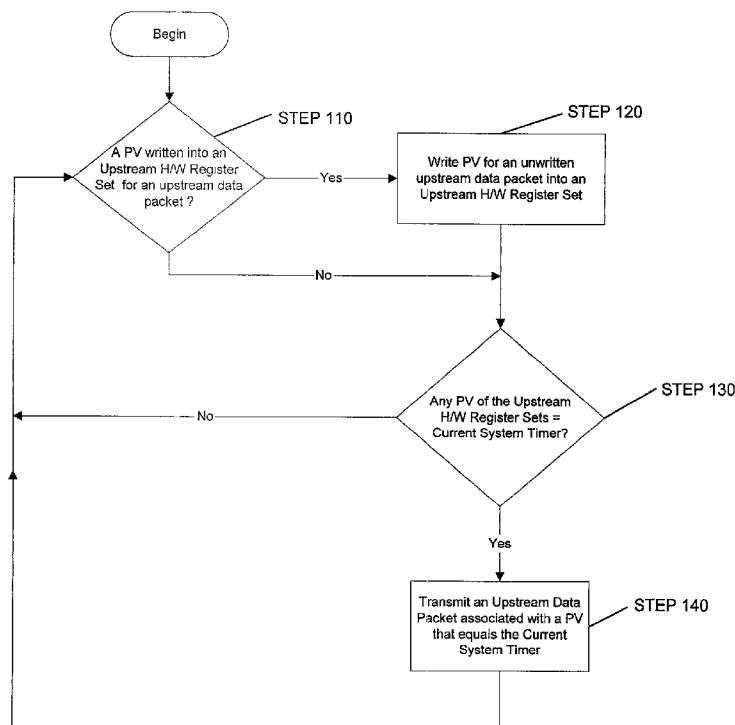 Begin
STEP 110
A PV written into an
Upstream H/W Register
Set for an upstream data
packet ?
Yes
STEP 120
Write PV for an unwritten
upstream data packet into an
Upstream H/W Register Set
No
STEP 130
Any PV of the Upstream
H/W Register Sets =
Current System Timer?
No
Yes
Transmit an Upstream Data
Packet associated with a PV
that equals the Current
System Timer
STEP 140